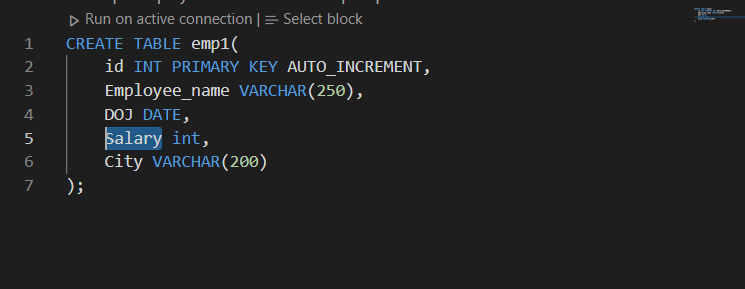 Run on active connection | Select block
1 CREATE TABLE emp1(
2 id INT PRIMARY KEY AUTO_INCREMENT,
3 Employee_name VARCHAR(250),
4 DOJ DATE,
5 Salary int,
6 City VARCHAR(200)
7 );